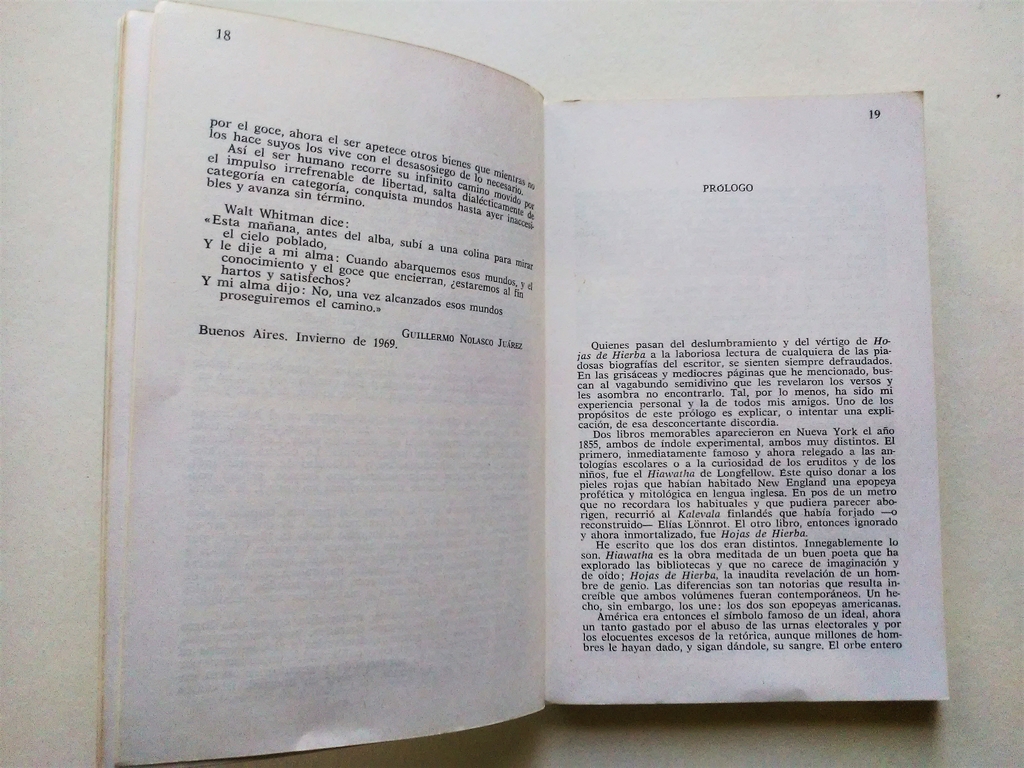 18
por el goce, ahora el ser apetece otros bienes que mientras no
los hace suyos los vive con el desasosiego de lo necesario.
Así el ser humano recorre su infinito camino movido por
el impulso irrefrenable de libertad, salta dialécticamente de
categoría en categoría, conquista mundos hasta ayer inaccesi-
bles y avanza sin término.
Walt Whitman dice:
«Esta mañana, antes del alba, subí a una colina para mirar
el cielo poblado,
Y le dije a mi alma: Cuando abarquemos esos mundos, y el
conocimiento y el goce que encierran, ¿estaremos al fin
hartos y satisfechos?
Y mi alma dijo: No, una vez alcanzados esos mundos
proseguiremos el camino.»
GUILLERMO NOLASCO JUÁREZ
Buenos Aires. Invierno de 1969.
19
PRÓLOGO
Quienes pasan del deslumbramiento y del vértigo de Ho-
jas de Hierba a la laboriosa lectura de cualquiera de las pia-
dosas biografías del escritor, se sienten siempre defraudados.
En las grisáceas y mediocres páginas que he mencionado, bus-
can al vagabundo semidivino que les revelaron los versos y
les asombra no encontrarlo. Tal, por lo menos, ha sido mi
experiencia personal y la de todos mis amigos. Uno de los
propósitos de este prólogo es explicar, o intentar una expli-
cación, de esa desconcertante discordia.
Dos libros memorables aparecieron en Nueva York el año
1855, ambos de índole experimental, ambos muy distintos. El
primero, inmediatamente famoso y ahora relegado a las an-
tologías escolares o a la curiosidad de los eruditos y de los
niños, fue el Hiawatha de Longfellow. Éste quiso donar a los
pieles rojas que habían habitado New England una epopeya
profética y mitológica en lengua inglesa. En pos de un metro
que no recordara los habituales y que pudiera parecer abo-
rigen, recurrió al Kalevala finlandés que había forjado —o
reconstruido— Elías Lönnrot. El otro libro, entonces ignorado
y ahora inmortalizado, fue Hojas de Hierba.
He escrito que los dos eran distintos. Innegablemente lo
son. Hiawatha es la obra meditada de un buen poeta que ha
explorado las bibliotecas y que no carece de imaginación y
de oído; Hojas de Hierba, la inaudita revelación de un hom-
bre de genio. Las diferencias son tan notorias que resulta in-
creíble que ambos volúmenes fueran contemporáneos. Un he-
cho, sin embargo, los une: los dos son epopeyas americanas.
América era entonces el símbolo famoso de un ideal, ahora
un tanto gastado por el abuso de las urnas electorales y por
los elocuentes excesos de la retórica, aunque millones de hom-
bres le hayan dado, y sigan dándole, su sangre. El orbe entero